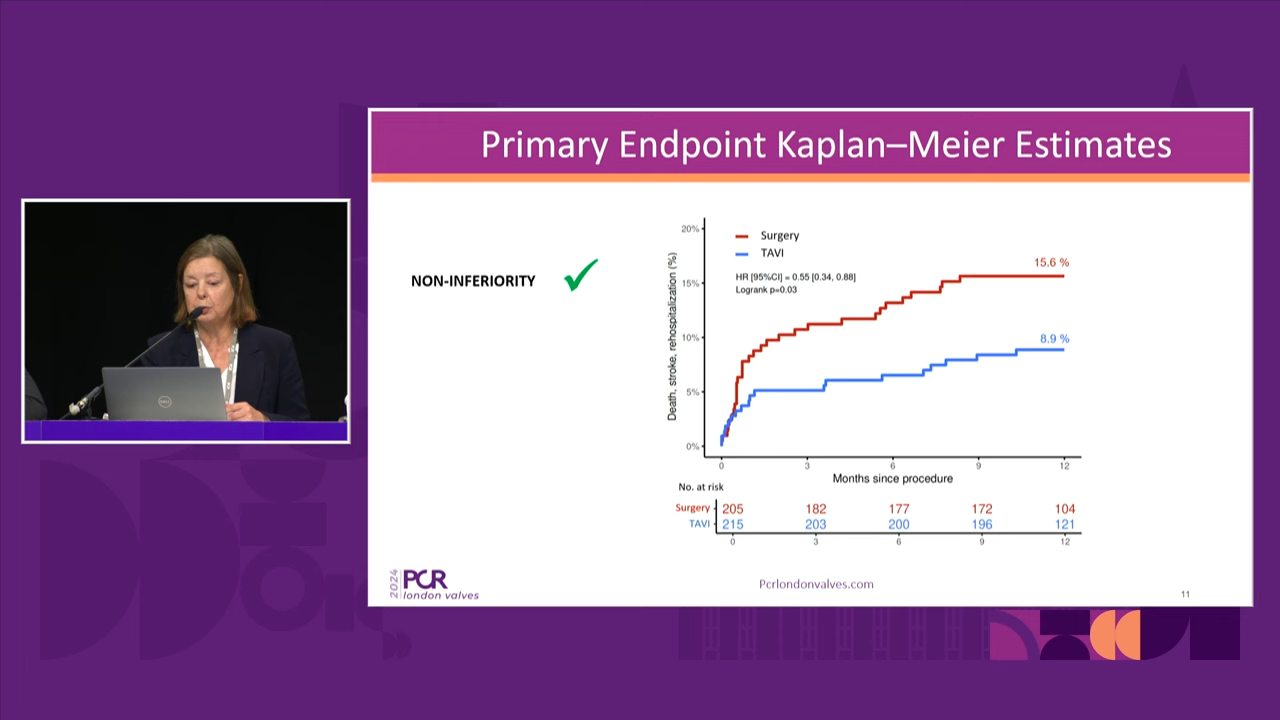 Primary Endpoint Kaplan–Meier Estimates
NON-INFERIORITY
Death, stroke, rehospitalization (%)
20%
15%
10%
5%
0%
Surgery
TAVI
HR [95%CI] = 0.55 [0.34, 0.88]
Logrank p=0.03
15.6 %
8.9 %
0 3 6 9 12
Months since procedure
No. at risk
Surgery 205 182 177 172 104
TAVI 215 203 200 196 121
0 3 6 9 12
2024 PCR
london valves
Pcrlondonvalves.com
11
DELL